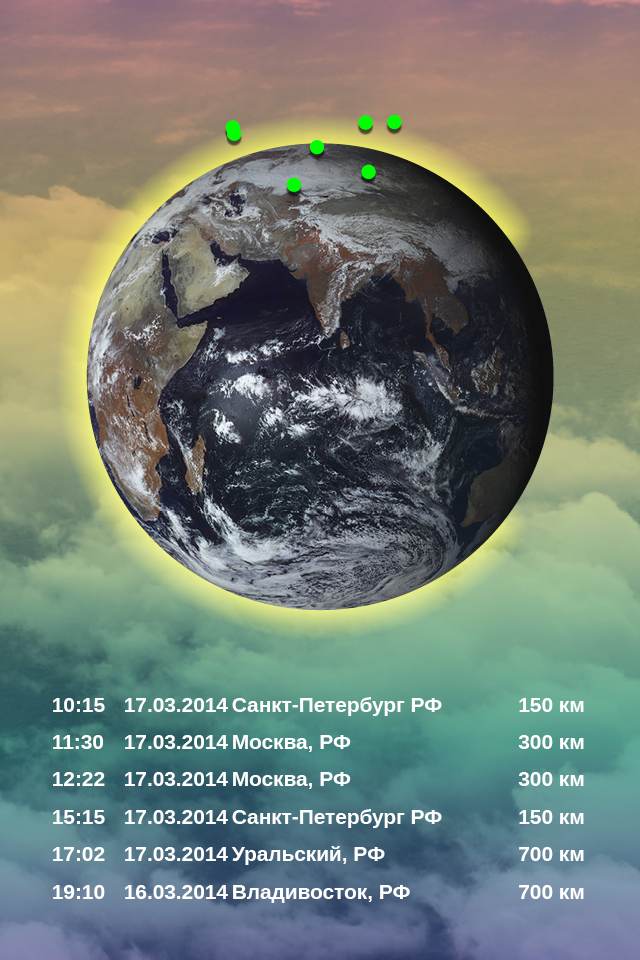 10:15 17.03.2014 Санкт-Петербург РФ 150 км
11:30 17.03.2014 Москва, РФ 300 км
12:22 17.03.2014 Москва, РФ 300 км
15:15 17.03.2014 Санкт-Петербург РФ 150 км
17:02 17.03.2014 Уральский, РФ 700 км
19:10 16.03.2014 Владивосток, РФ 700 км